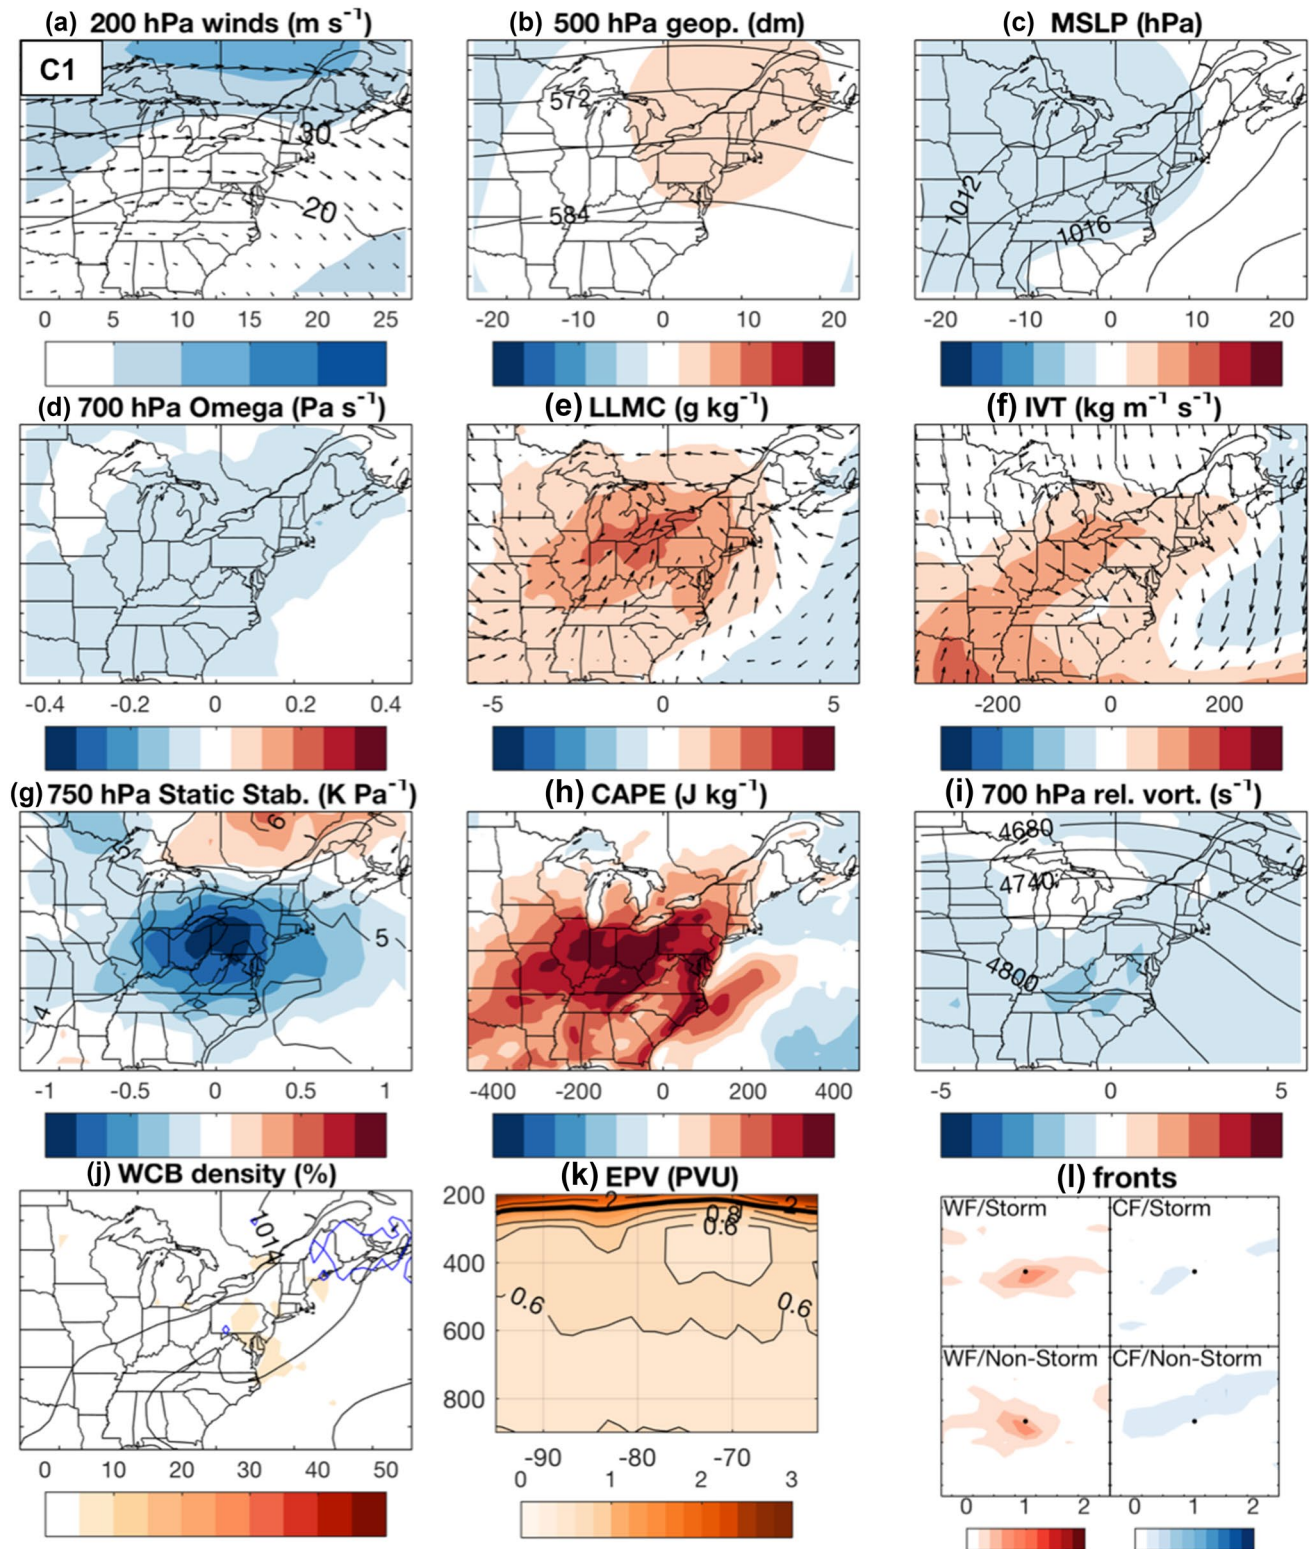 (a) 200 hPa winds (m s⁻¹)
(b) 500 hPa geop. (dm)
(c) MSLP (hPa)
C1
30
20
572
584
1012
1016
0 5 10 15 20 25
-20 -10 0 10 20
-20 -10 0 10 20
(d) 700 hPa Omega (Pa s⁻¹)
(e) LLMC (g kg⁻¹)
(f) IVT (kg m⁻¹ s⁻¹)
-0.4 -0.2 0 0.2 0.4
-5 0 5
-200 0 200
(g) 750 hPa Static Stab. (K Pa⁻¹)
(h) CAPE (J kg⁻¹)
(i) 700 hPa rel. vort. (s⁻¹)
6
5
5
4
4680
4740
4800
-1 -0.5 0 0.5 1
-400 -200 0 200 400
-5 0 5
(j) WCB density (%)
(k) EPV (PVU)
(l) fronts
1014
200
400
600
800
2
2
0.8
0.6
0.6
0.6
-90 -80 -70
WF/Storm
CF/Storm
WF/Non-Storm
CF/Non-Storm
0 10 20 30 40 50
0 1 2 3
0 1 2
0 1 2